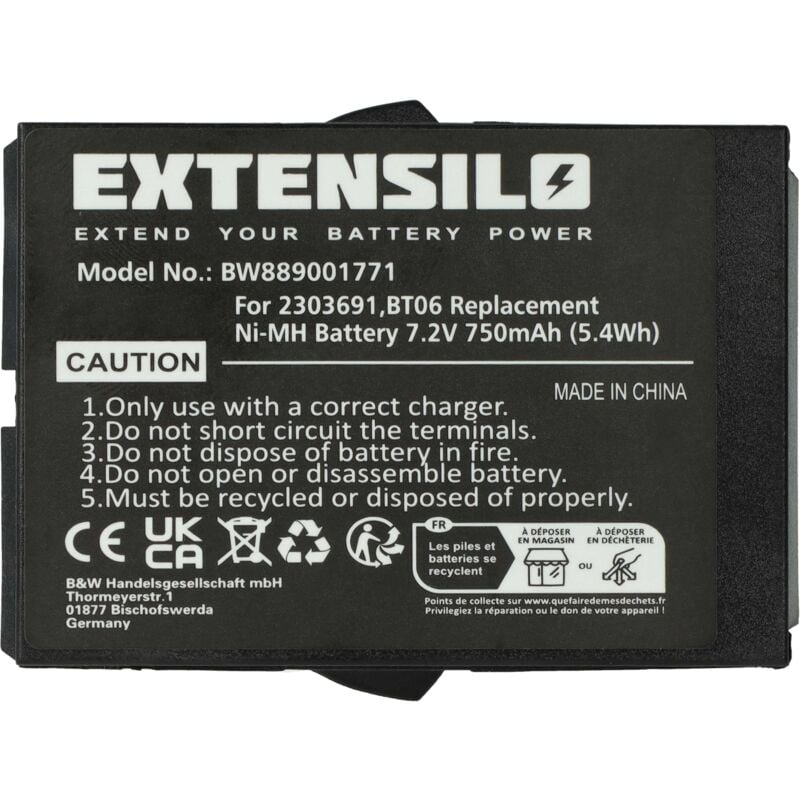 EXTENSILO
EXTEND YOUR BATTERY POWER
Model No.: BW889001771
For 2303691,BT06 Replacement
Ni-MH Battery 7.2V 750mAh (5.4Wh)
CAUTION
MADE IN CHINA
1.Only use with a correct charger.
2.Do not short circuit the terminals.
3.Do not dispose of battery in fire.
4.Do not open or disassemble battery.
5.Must be recycled or disposed of properly.
CE
UK
CA
B&W Handelsgesellschaft mbH
Thormeyerstr.1
01877 Bischofswerda
Germany
FR
Les piles et
batteries se
recyclent
À DÉPOSER
EN MAGASIN
OU
À DÉPOSER
EN DÉCHÈTERIE
Points de collecte sur www.quefairedemesdechets.fr
Privilegiez la réparation ou le don de votre appareil !